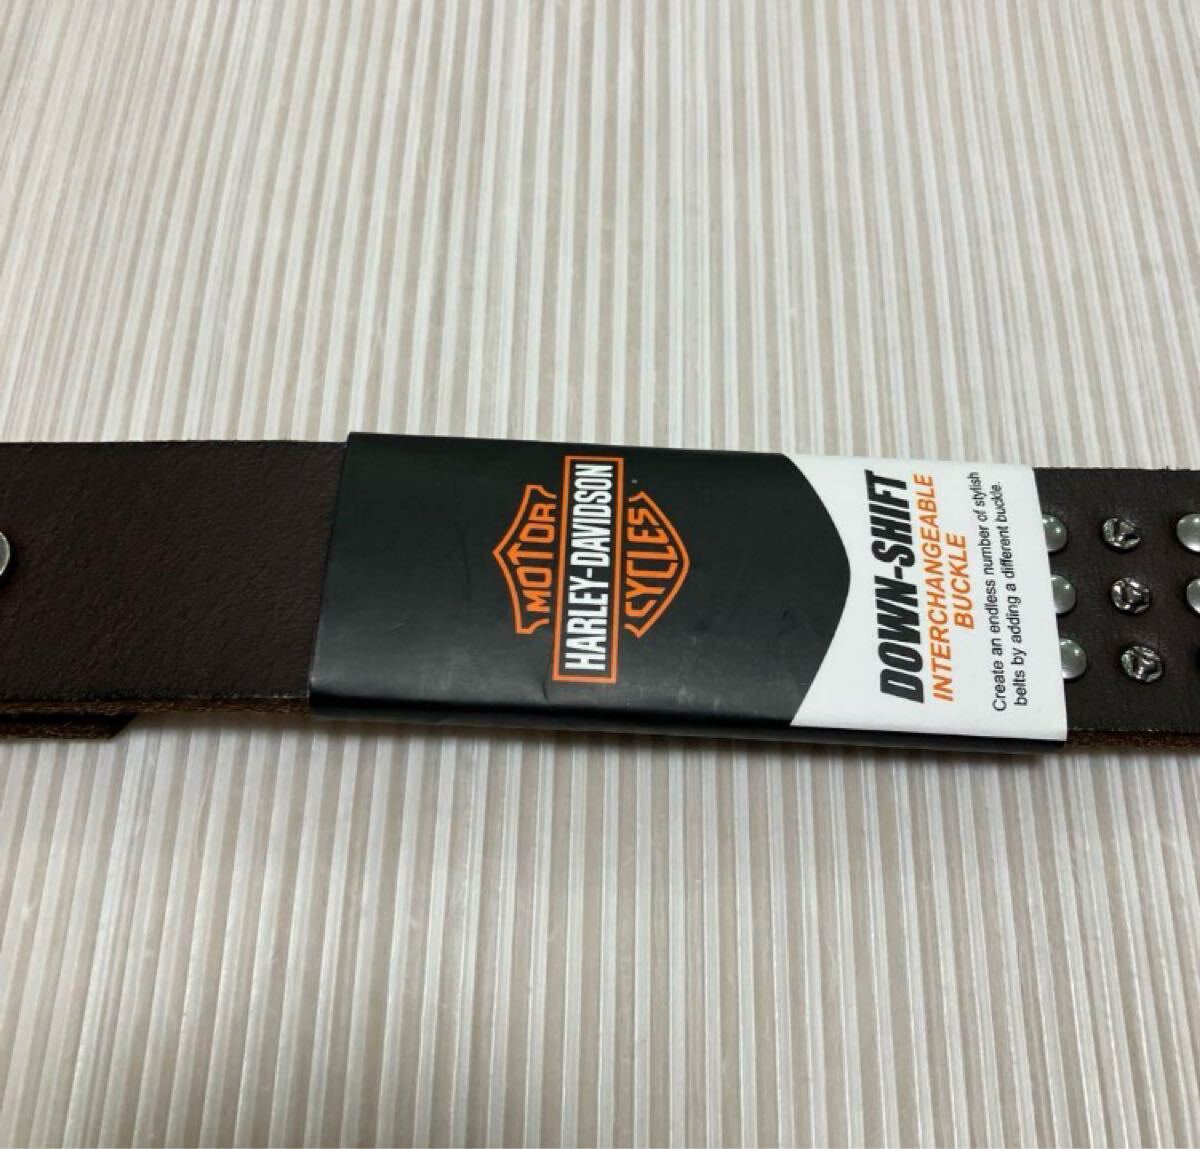 MOTOR
HARLEY-DAVIDSON
CYCLES
DOWN-SHIFT
INTERCHANGEABLE
BUCKLE
Create an endless number of stylish
belts by adding a different buckle.